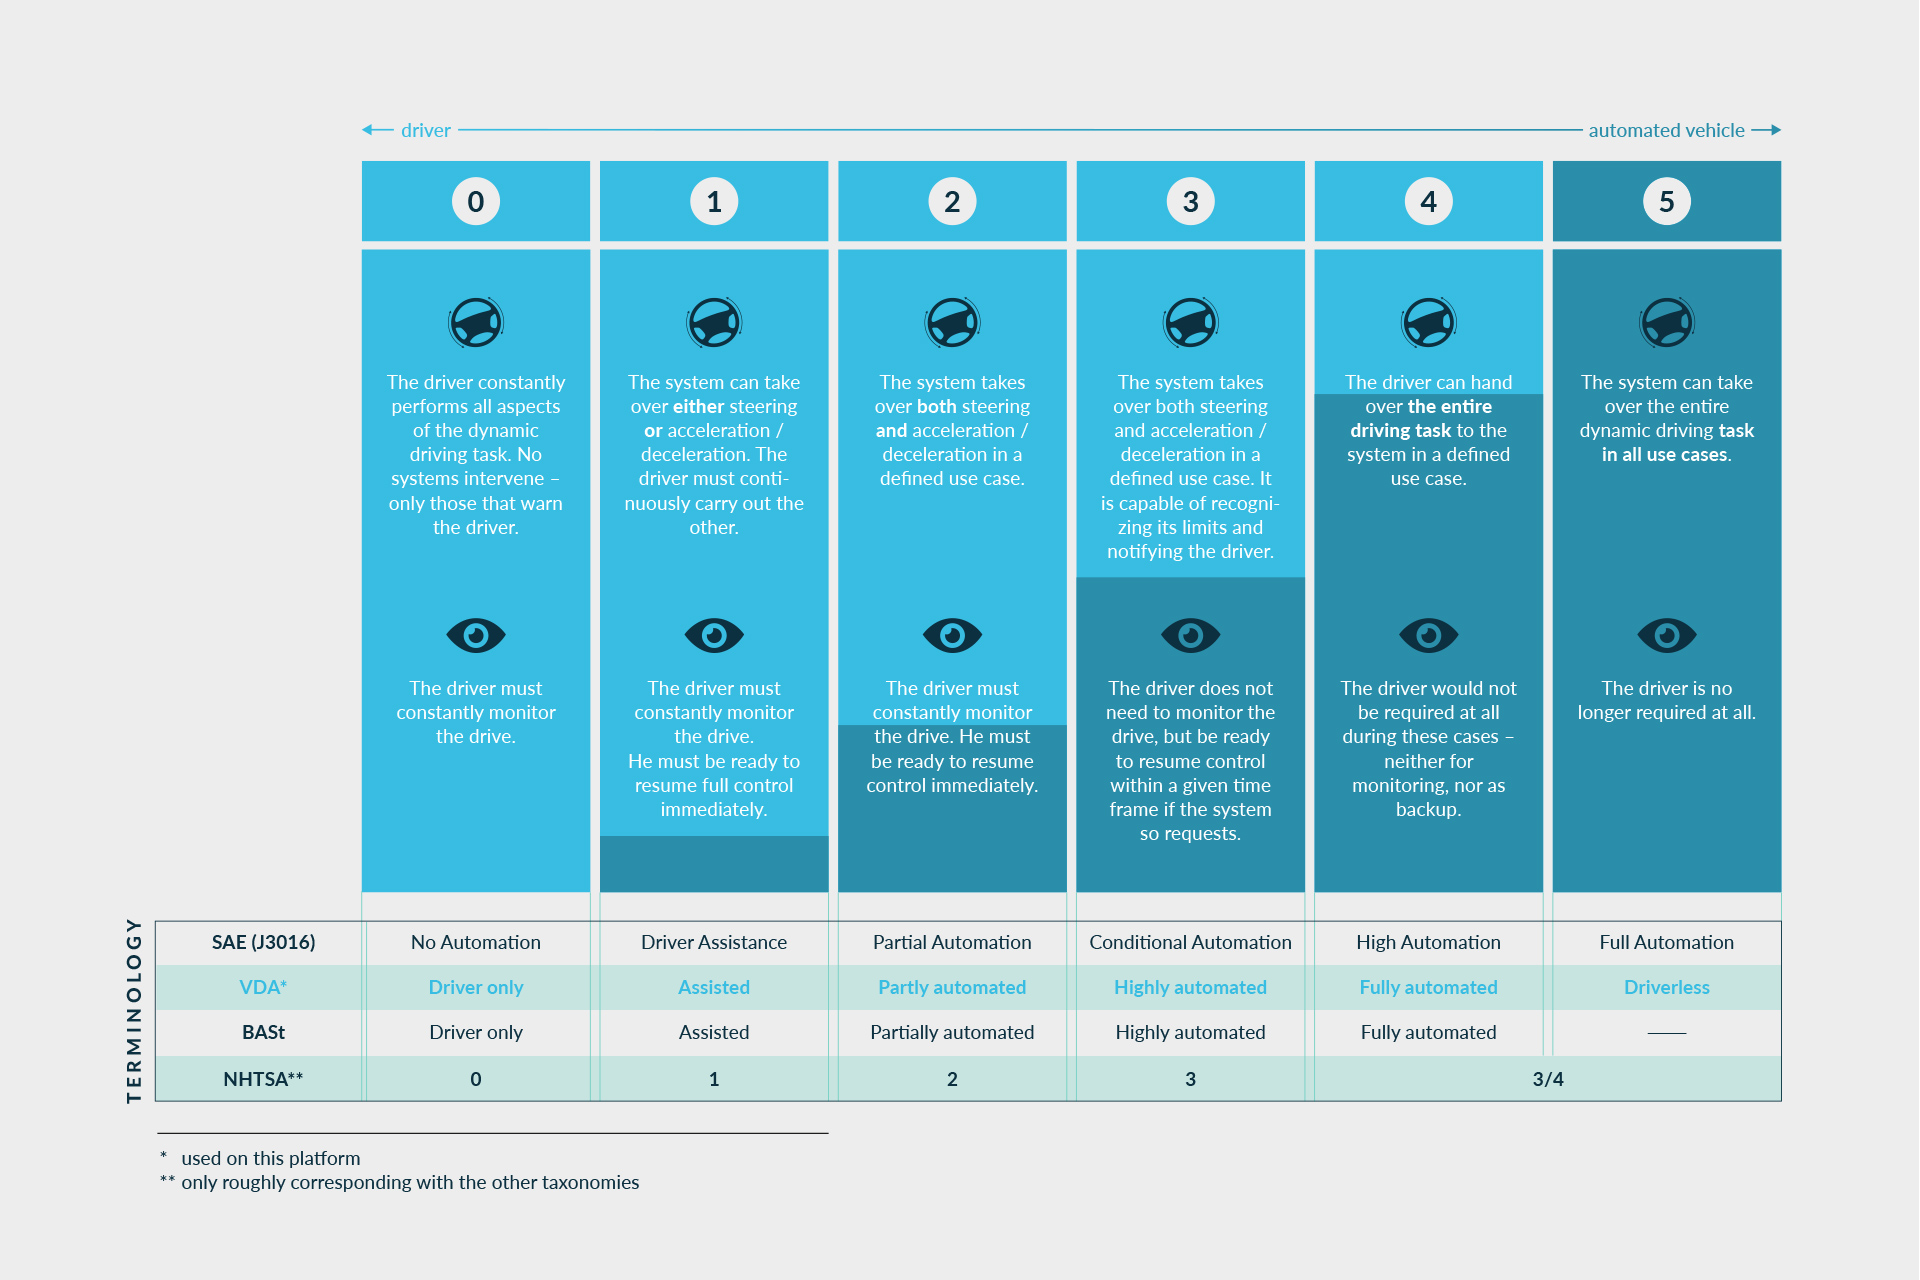 driver
automated vehicle
0
1
2
3
4
5
The driver constantly
performs all aspects
of the dynamic
driving task. No
systems intervene –
only those that warn
the driver.
The system can take
over either steering
or acceleration /
deceleration. The
driver must conti-
nuously carry out the
other.
The system takes
over both steering
and acceleration /
deceleration in a
defined use case.
The system takes
over both steering
and acceleration /
deceleration in a
defined use case. It
is capable of recogni-
zing its limits and
notifying the driver.
The driver can hand
over the entire
driving task to the
system in a defined
use case.
The system can take
over the entire
dynamic driving task
in all use cases.
The driver must
constantly monitor
the drive.
The driver must
constantly monitor
the drive.
He must be ready to
resume full control
immediately.
The driver must
constantly monitor
the drive. He must
be ready to resume
control immediately.
The driver does not
need to monitor the
drive, but be ready
to resume control
within a given time
frame if the system
so requests.
The driver would not
be required at all
during these cases –
neither for
monitoring, nor as
backup.
The driver is no
longer required at all.
TERMINOLOGY
SAE (J3016) No Automation Driver Assistance Partial Automation Conditional Automation High Automation Full Automation
VDA* Driver only Assisted Partly automated Highly automated Fully automated Driverless
BASt Driver only Assisted Partially automated Highly automated Fully automated —
NHTSA** 0 1 2 3 3/4
* used on this platform
** only roughly corresponding with the other taxonomies